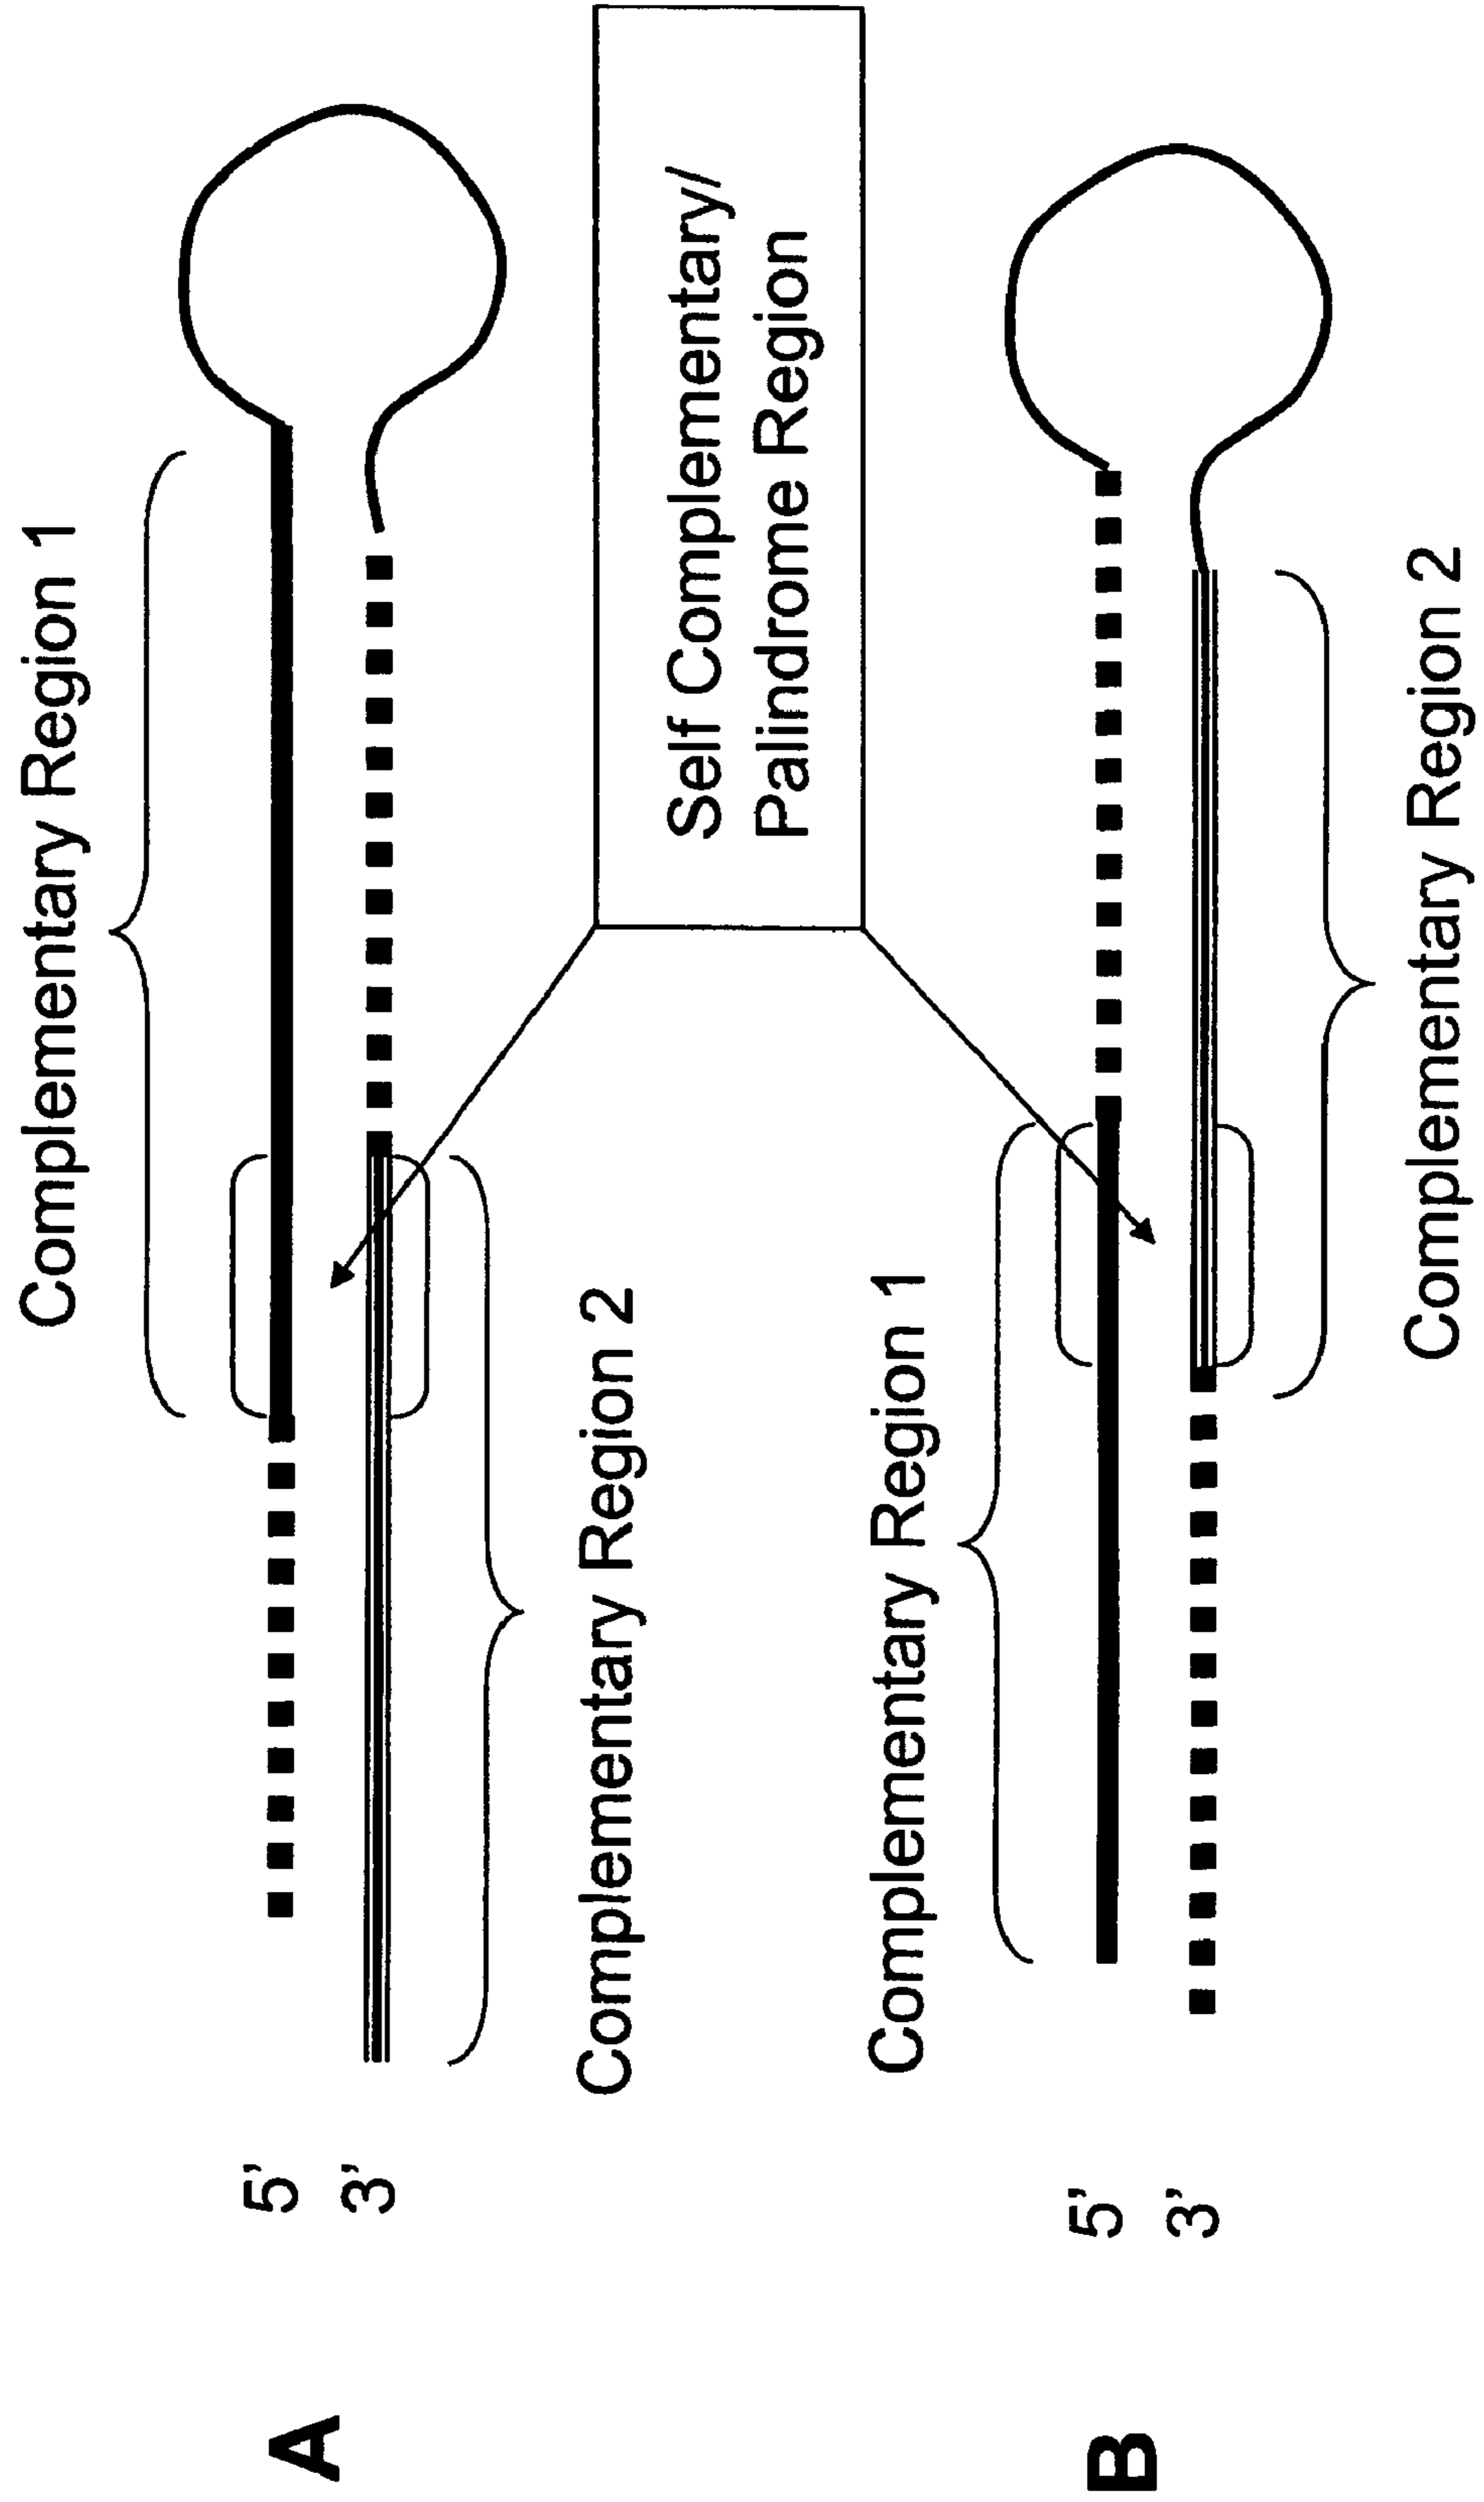 Complementary Region 1
A
5'
3'
Complementary Region 2
Self Complementary/
Palindrome Region
Complementary Region 1
B
5'
3'
Complementary Region 2